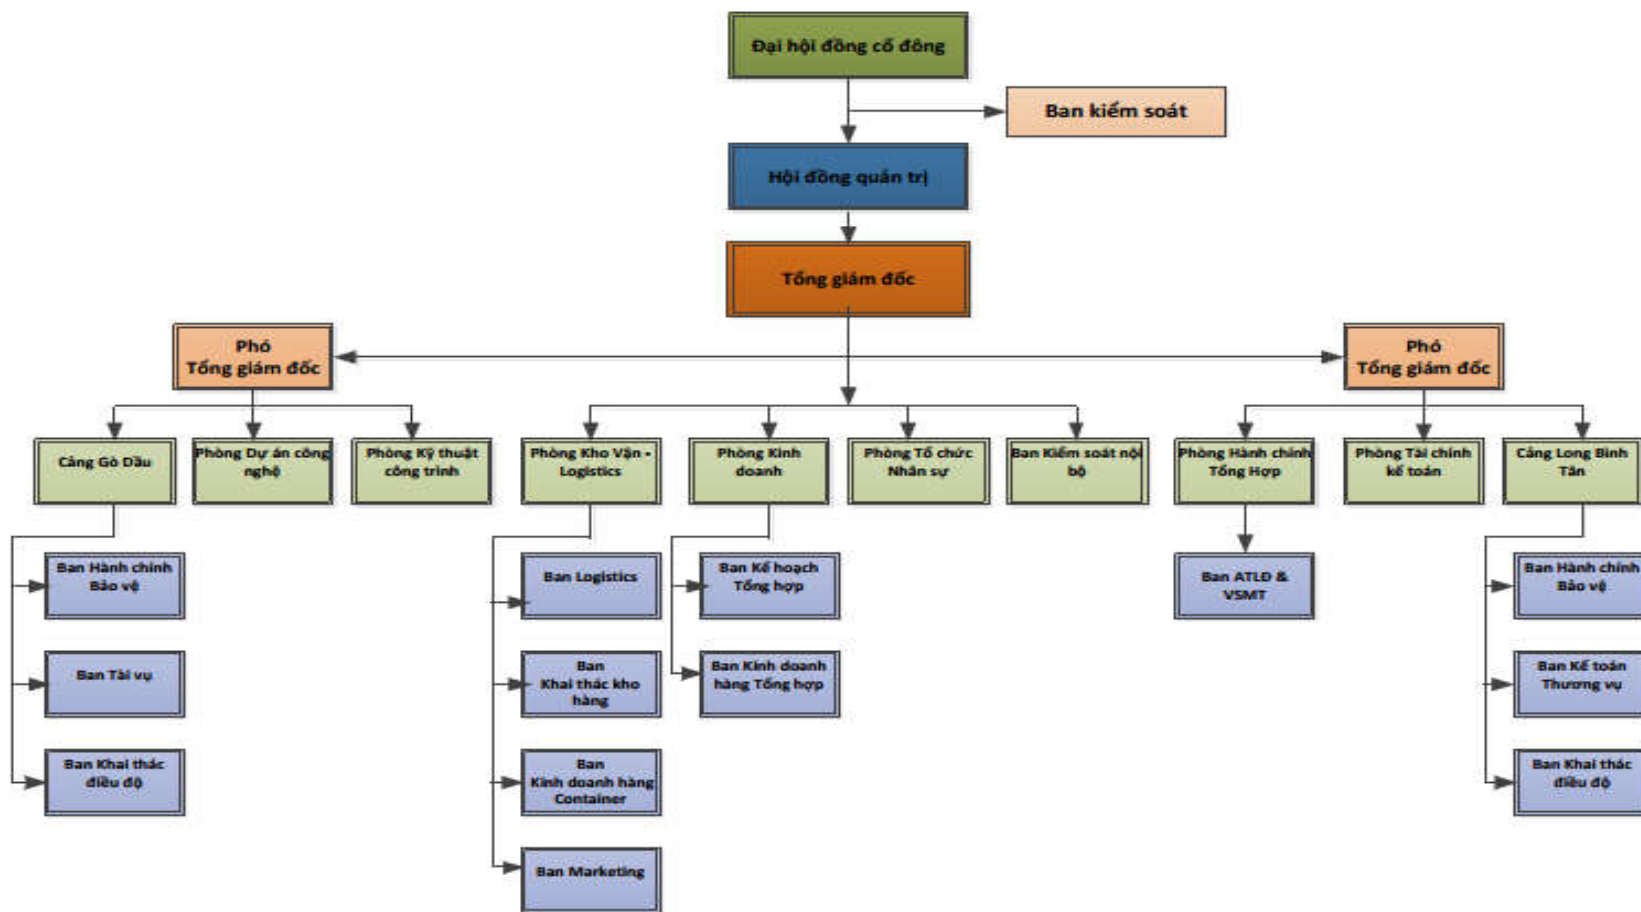 Đại hội đồng cổ đông
Ban kiểm soát
Hội đồng quản trị
Tổng giám đốc
Phó
Tổng giám đốc
Phó
Tổng giám đốc
Cảng Gò Dầu
Phòng Dự án công
nghệ
Phòng Kỹ thuật
công trình
Phòng Kho Vận -
Logistics
Phòng Kinh
doanh
Phòng Tổ chức
Nhân sự
Ban Kiểm soát nội
bộ
Phòng Hành chính
Tổng Hợp
Phòng Tài chính
kế toán
Cảng Long Bình
Tân
Ban Hành chính
Bảo vệ
Ban Tài vụ
Ban Khai thác
điều độ
Ban Logistics
Ban
Khai thác kho
hàng
Ban
Kinh doanh hàng
Container
Ban Marketing
Ban Kế hoạch
Tổng hợp
Ban Kinh doanh
hàng Tổng hợp
Ban ATLĐ &
VSMT
Ban Hành chính
Bảo vệ
Ban Kế toán
Thương vụ
Ban Khai thác
điều độ